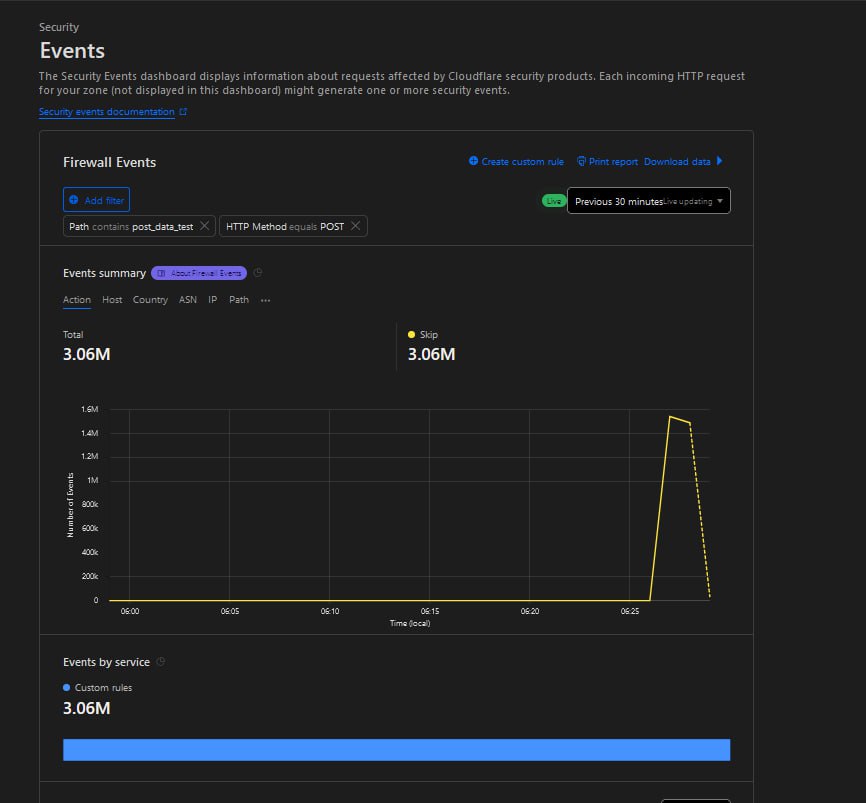 Security
Events
The Security Events dashboard displays information about requests affected by Cloudflare security products. Each incoming HTTP request
for your zone (not displayed in this dashboard) might generate one or more security events.
Security events documentation
Firewall Events
Create custom rule Print report Download data
Add filter
Live Previous 30 minutes Live updating
Path contains post_data_test HTTP Method equals POST
Events summary About Firewall Events
Action Host Country ASN IP Path ...
Total Skip
3.06M 3.06M
1.6M
1.4M
1.2M
1M
800k
600k
400k
200k
0
Number of Events
06:00 06:05 06:10 06:15 06:20 06:25
Time (local)
Events by service
Custom rules
3.06M